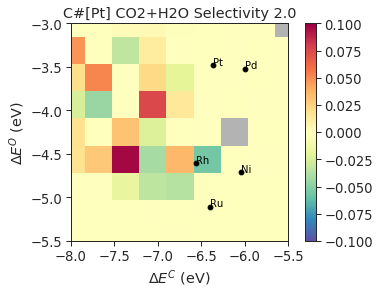 C#[Pt] CO2+H2O Selectivity 2.0
−3.0
−3.5
−4.0
−4.5
−5.0
−5.5
ΔE^O (eV)
Pt
Pd
Rh
Ni
Ru
−8.0 −7.5 −7.0 −6.5 −6.0 −5.5
ΔE^C (eV)
0.100
0.075
0.050
0.025
0.000
−0.025
−0.050
−0.075
−0.100